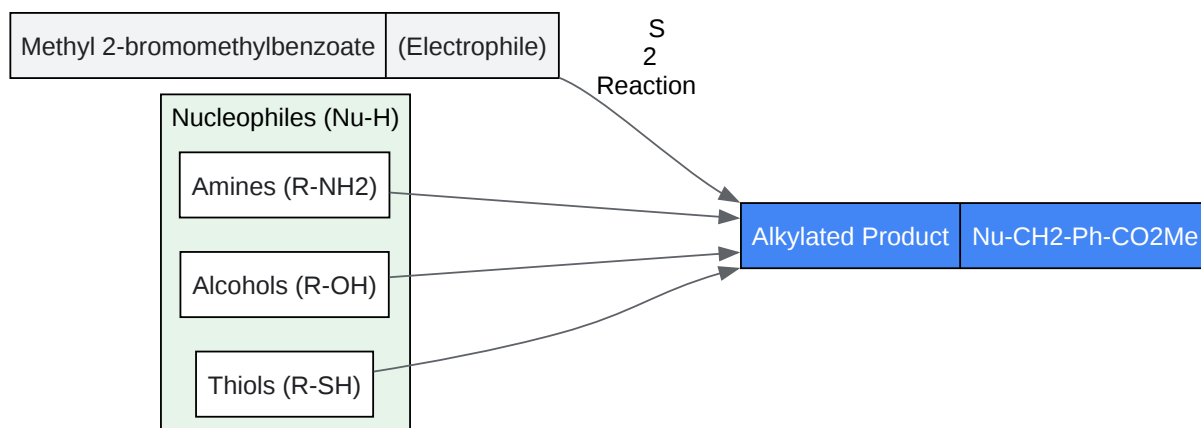 Methyl 2-bromomethylbenzoate
(Electrophile)
S
2
Reaction
Nucleophiles (Nu-H)
Amines (R-NH2)
Alcohols (R-OH)
Thiols (R-SH)
Alkylated Product
Nu-CH2-Ph-CO2Me